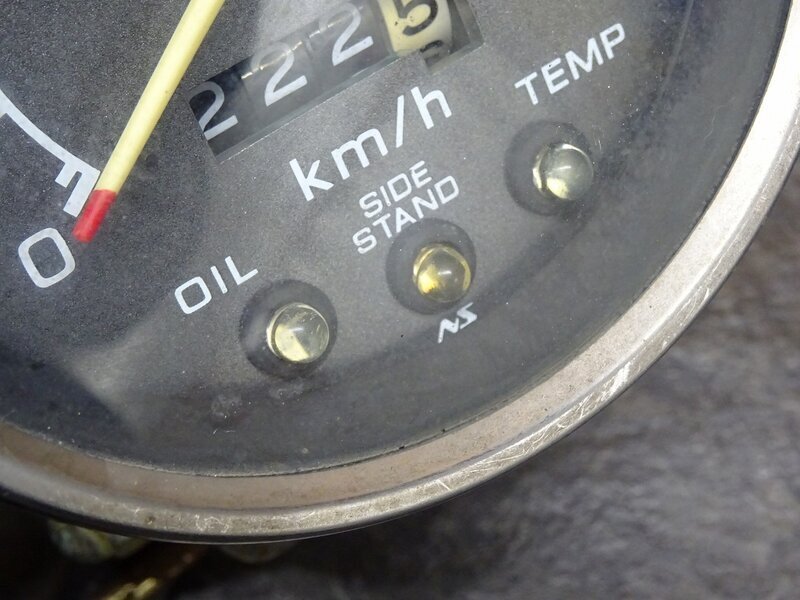 2225
km/h
TEMP
SIDE
STAND
OIL
0
NS